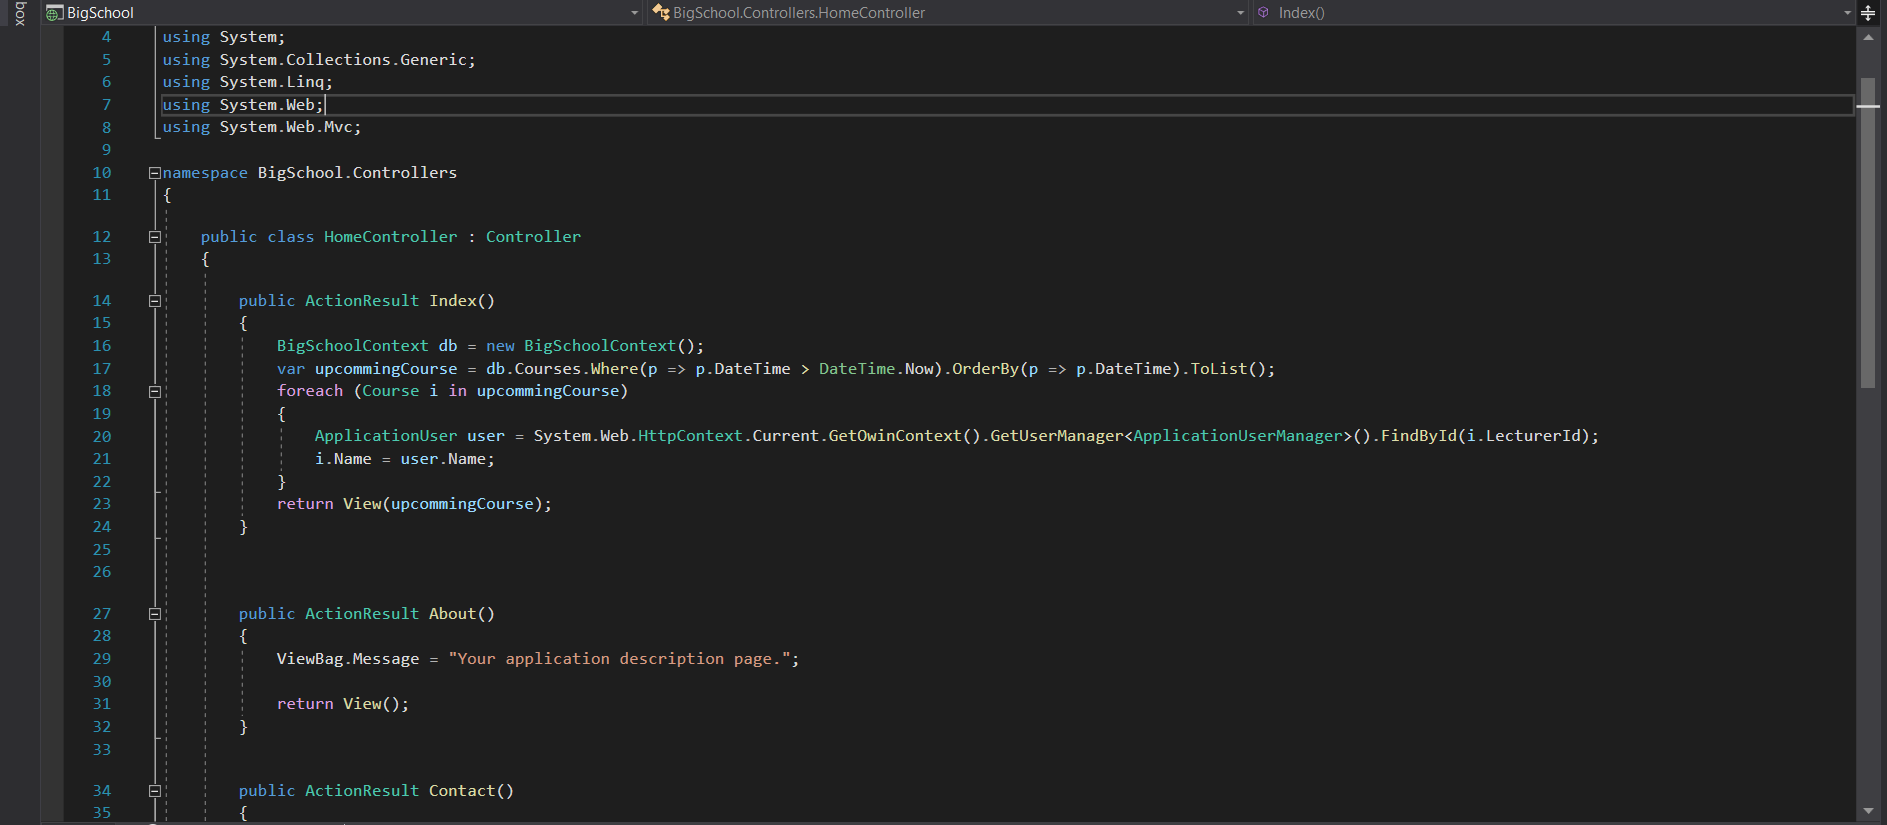 box
BigSchool BigSchool.Controllers.HomeController Index()
4 using System;
5 using System.Collections.Generic;
6 using System.Linq;
7 using System.Web;
8 using System.Web.Mvc;
9
10 namespace BigSchool.Controllers
11 {
12 public class HomeController : Controller
13 {
14 public ActionResult Index()
15 {
16 BigSchoolContext db = new BigSchoolContext();
17 var upcommingCourse = db.Courses.Where(p => p.DateTime > DateTime.Now).OrderBy(p => p.DateTime).ToList();
18 foreach (Course i in upcommingCourse)
19 {
20 ApplicationUser user = System.Web.HttpContext.Current.GetOwinContext().GetUserManager<ApplicationUserManager>().FindById(i.LecturerId);
21 i.Name = user.Name;
22 }
23 return View(upcommingCourse);
24 }
25
26
27 public ActionResult About()
28 {
29 ViewBag.Message = "Your application description page.";
30
31 return View();
32 }
33
34 public ActionResult Contact()
35 {